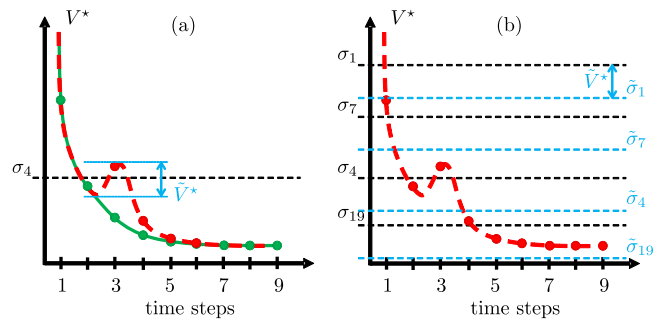 V⋆ (a)
σ₄
Ṽ⋆
1 3 5 7 9
time steps
V⋆ (b)
σ₁
Ṽ⋆
σ̃₁
σ₇
σ̃₇
σ₄
σ̃₄
σ₁₉
σ̃₁₉
1 3 5 7 9
time steps